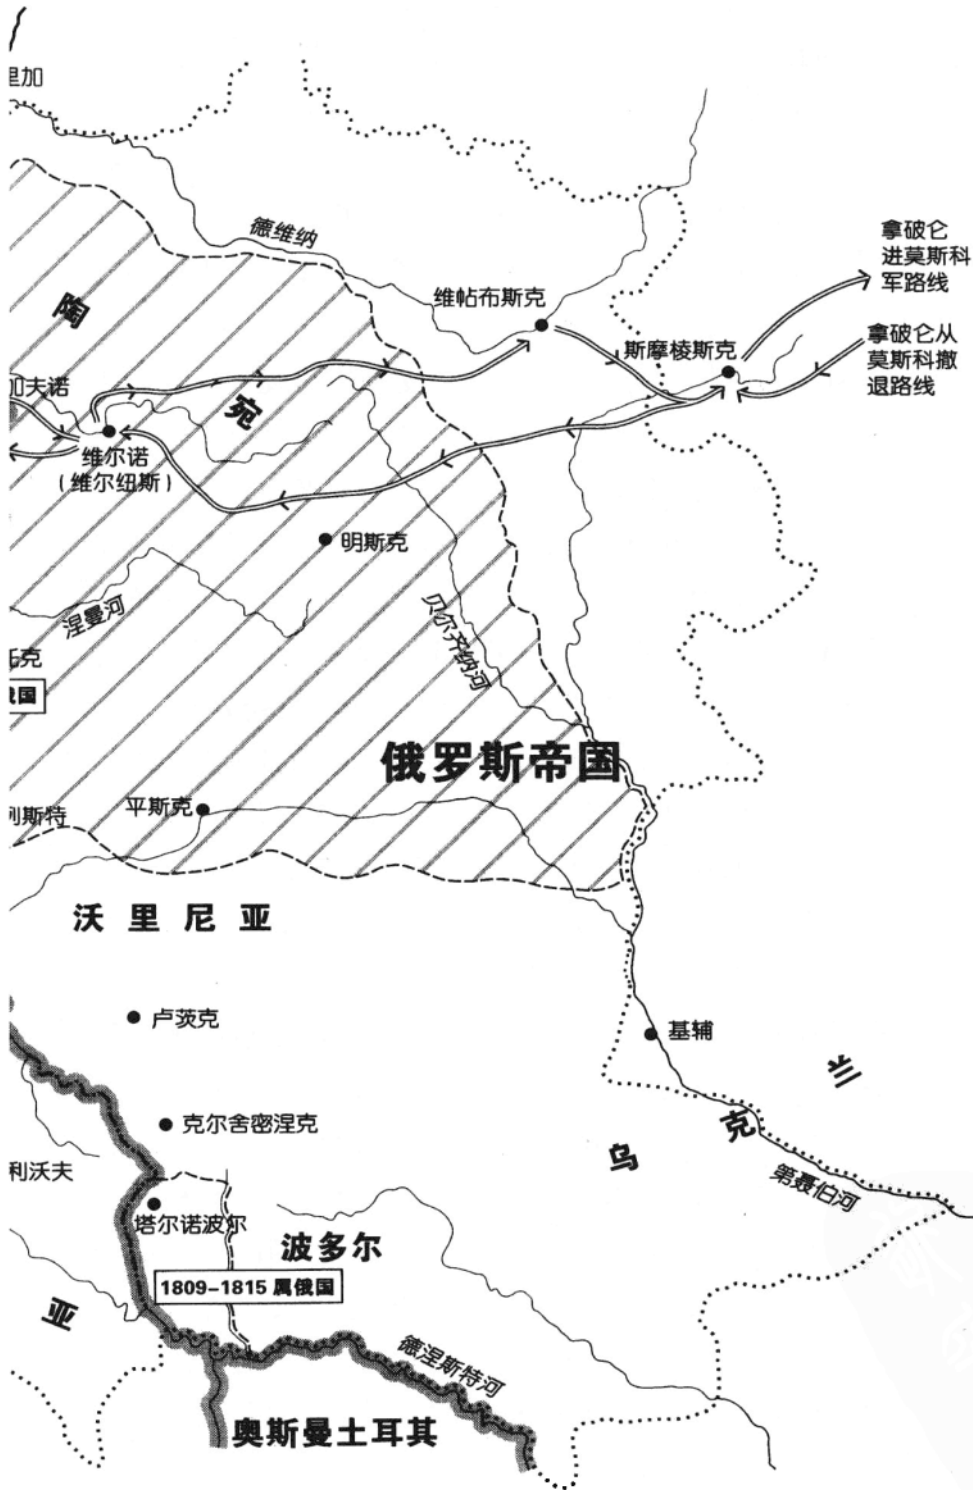 里加
德维纳
拿破仑
进莫斯科
军路线
维帖布斯克
陶
斯摩棱斯克
拿破仑从
莫斯科撤
退路线
加夫诺
宛
维尔诺
（维尔纽斯）
明斯克
涅曼河
贝尔齐纳河
托克
俄国
俄罗斯帝国
平斯克
列斯特
沃里尼亚
卢茨克
基辅
兰
克尔舍密涅克
克
乌
利沃夫
第聂伯河
塔尔诺波尔
波多尔
1809–1815 属俄国
亚
德涅斯特河
奥斯曼土耳其